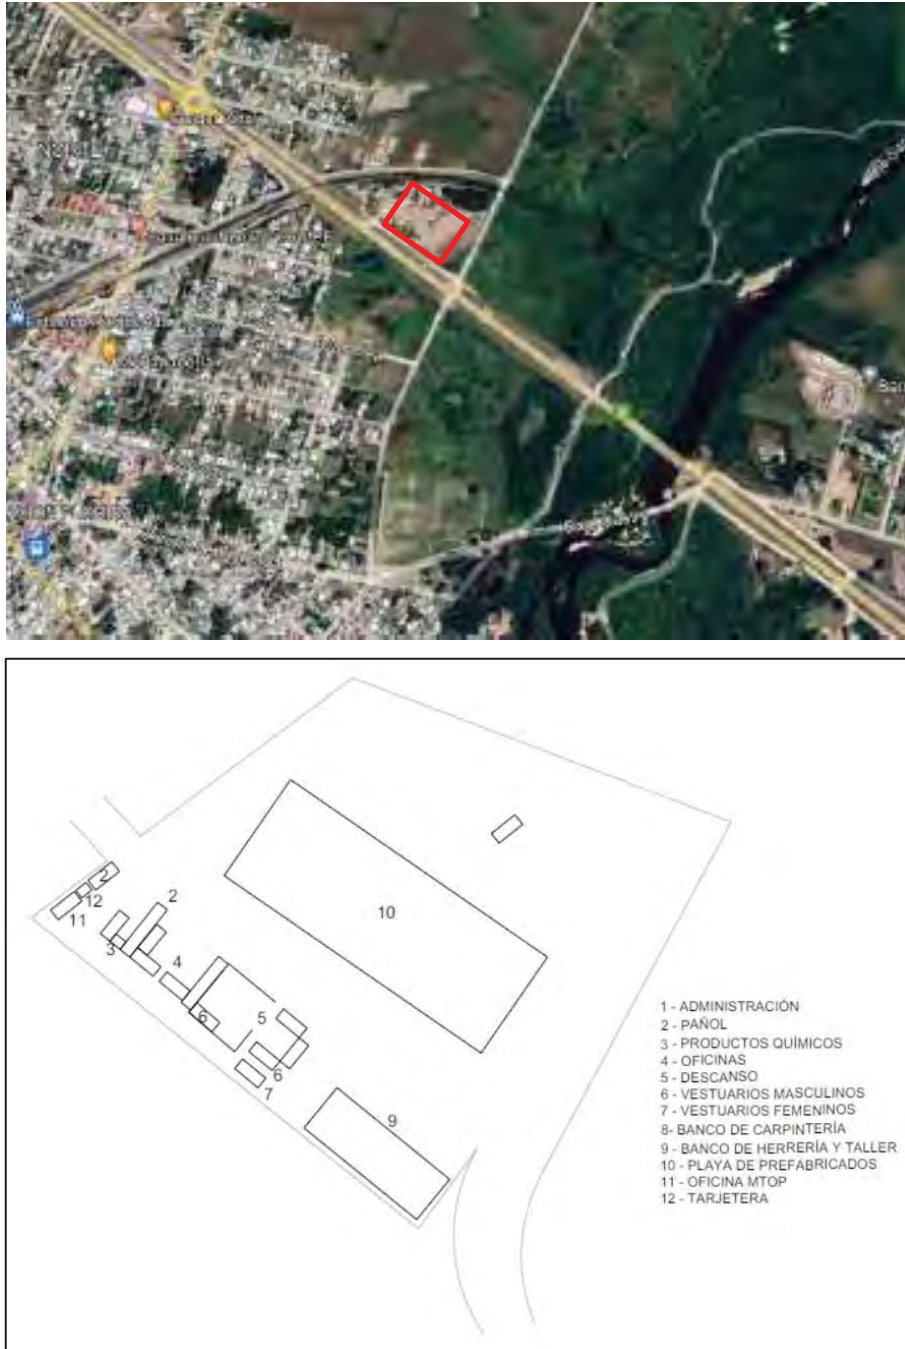 2
12
11
2
3
4
6
5
6
7
9
10
1 - ADMINISTRACIÓN
2 - PAÑOL
3 - PRODUCTOS QUÍMICOS
4 - OFICINAS
5 - DESCANSO
6 - VESTUARIOS MASCULINOS
7 - VESTUARIOS FEMENINOS
8- BANCO DE CARPINTERÍA
9 - BANCO DE HERRERÍA Y TALLER
10 - PLAYA DE PREFABRICADOS
11 - OFICINA MTOP
12 - TARJETERA